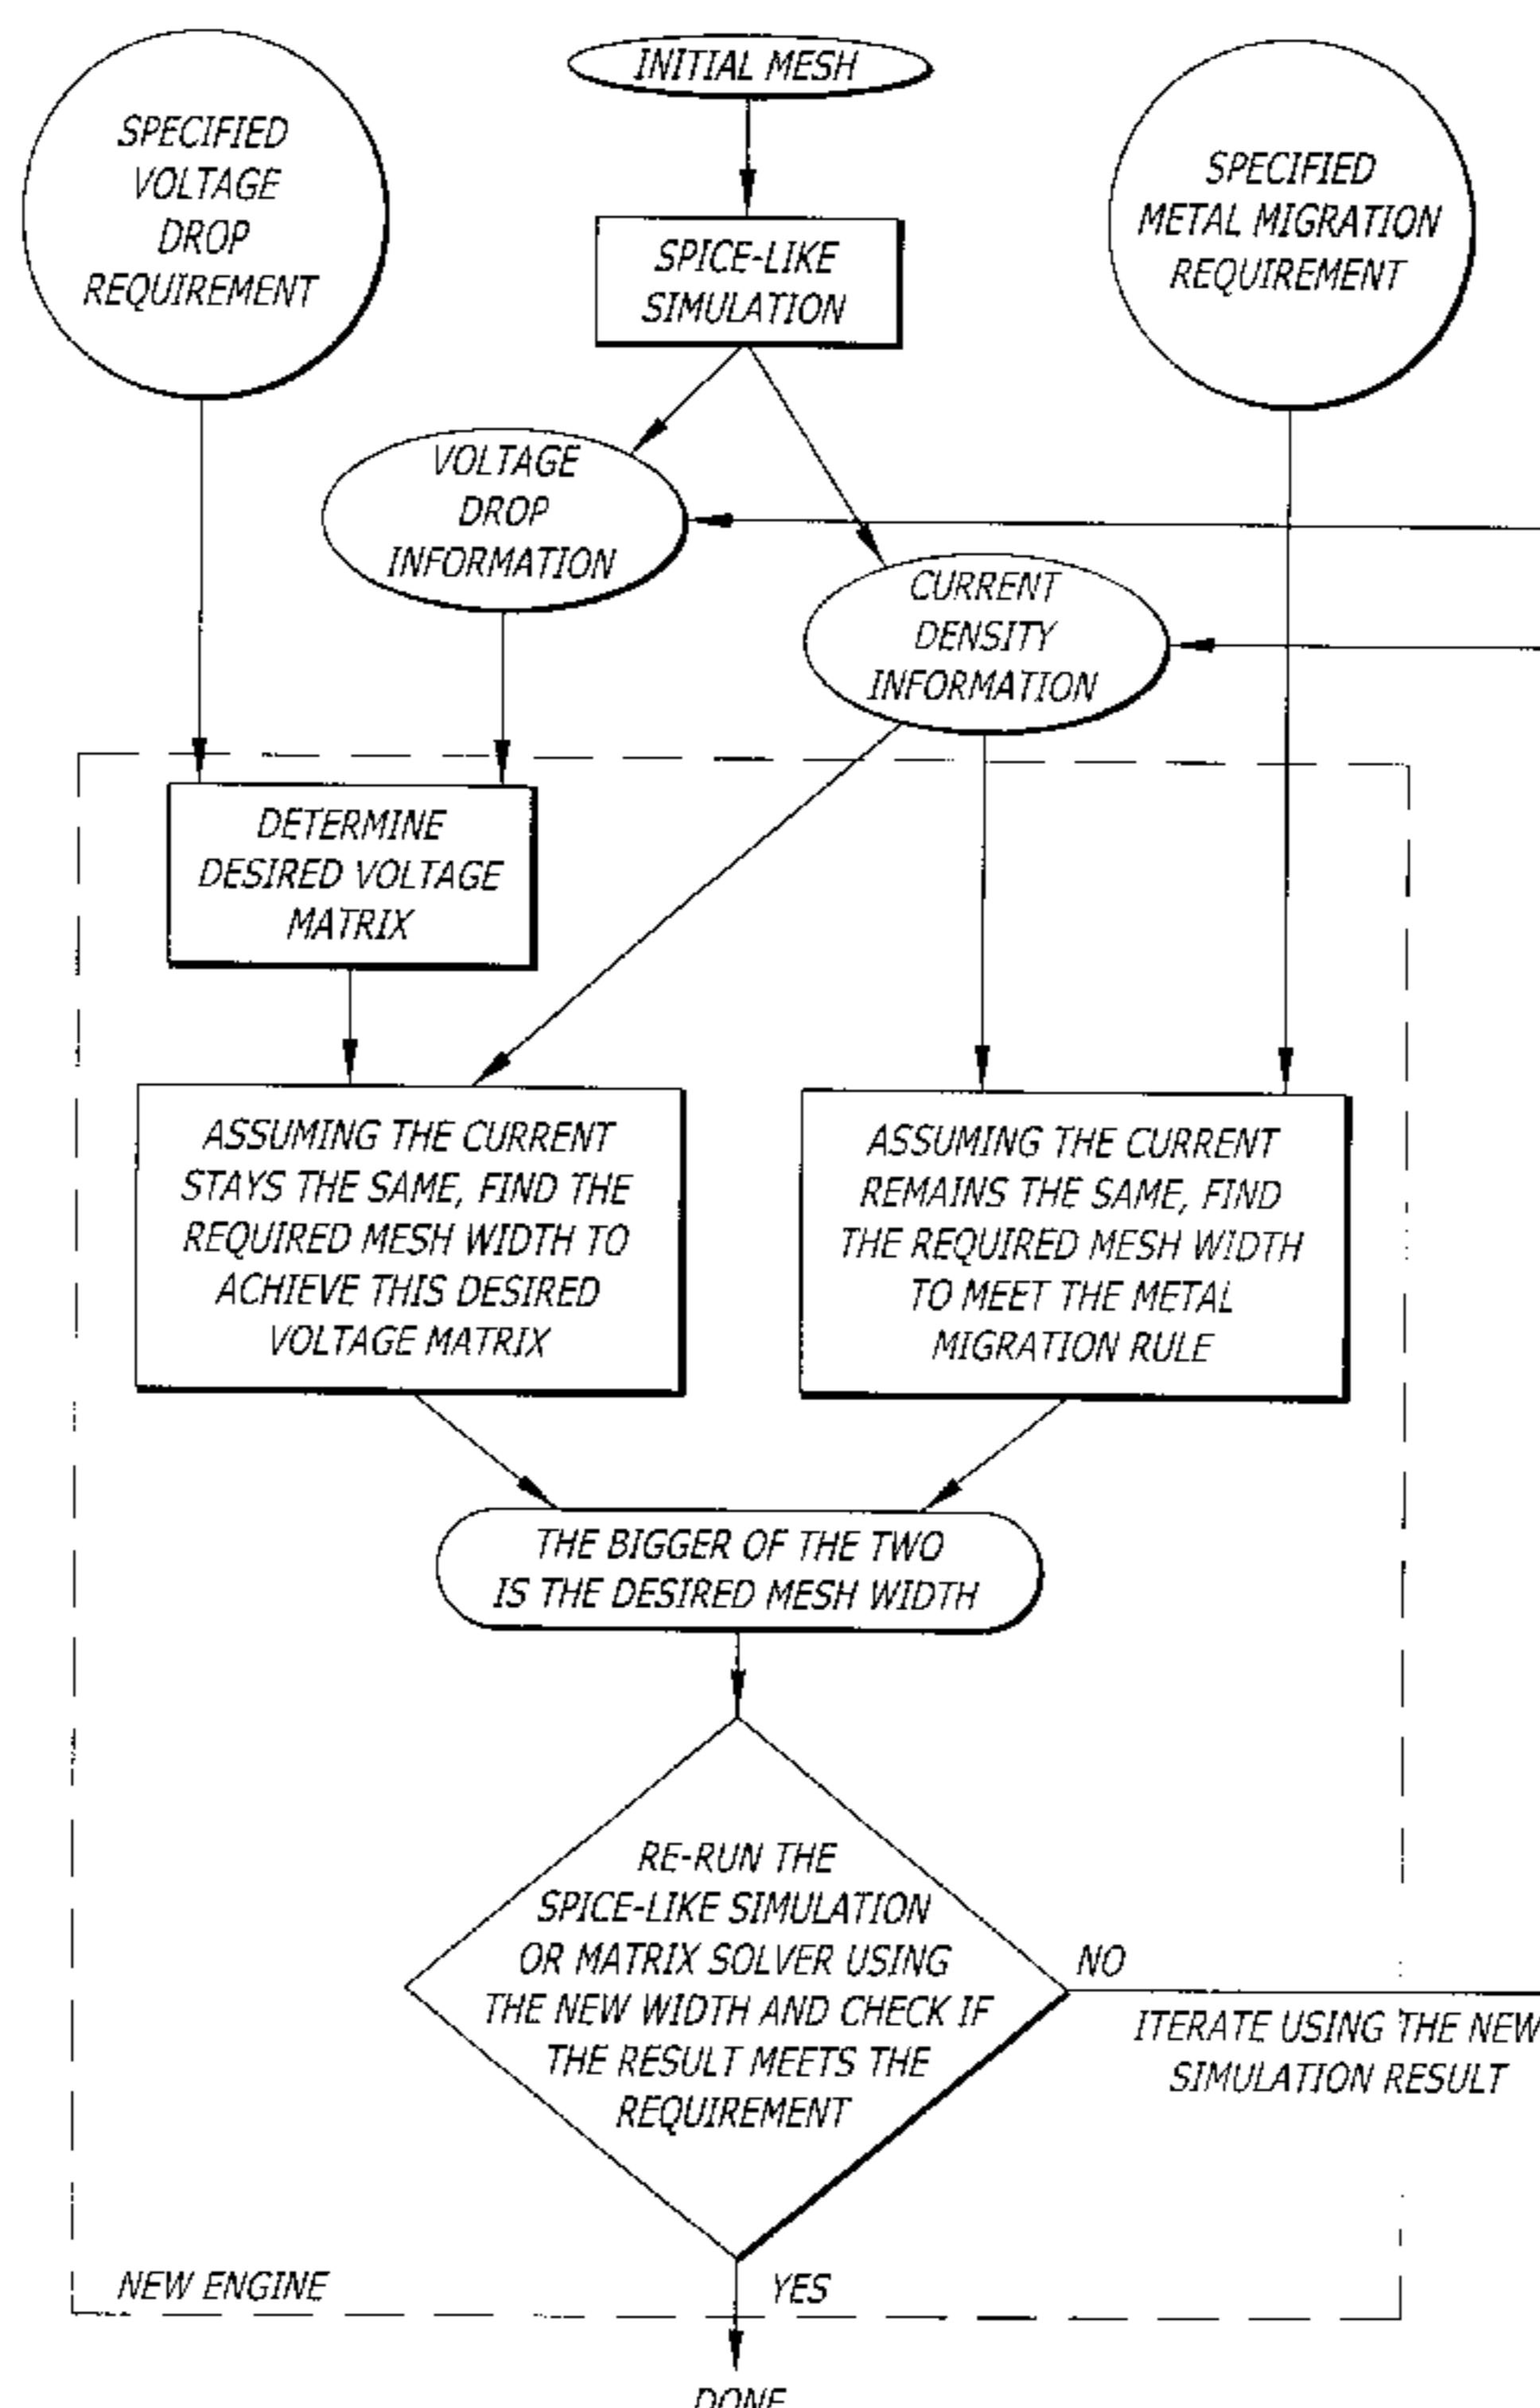 INITIAL MESH
SPECIFIED
VOLTAGE
DROP
REQUIREMENT
SPECIFIED
METAL MIGRATION
REQUIREMENT
SPICE-LIKE
SIMULATION
VOLTAGE
DROP
INFORMATION
CURRENT
DENSITY
INFORMATION
DETERMINE
DESIRED VOLTAGE
MATRIX
ASSUMING THE CURRENT
STAYS THE SAME, FIND THE
REQUIRED MESH WIDTH TO
ACHIEVE THIS DESIRED
VOLTAGE MATRIX
ASSUMING THE CURRENT
REMAINS THE SAME, FIND
THE REQUIRED MESH WIDTH
TO MEET THE METAL
MIGRATION RULE
THE BIGGER OF THE TWO
IS THE DESIRED MESH WIDTH
RE-RUN THE
SPICE-LIKE SIMULATION
OR MATRIX SOLVER USING
THE NEW WIDTH AND CHECK IF
THE RESULT MEETS THE
REQUIREMENT
NO
ITERATE USING THE NEW
SIMULATION RESULT
NEW ENGINE
YES
DONE